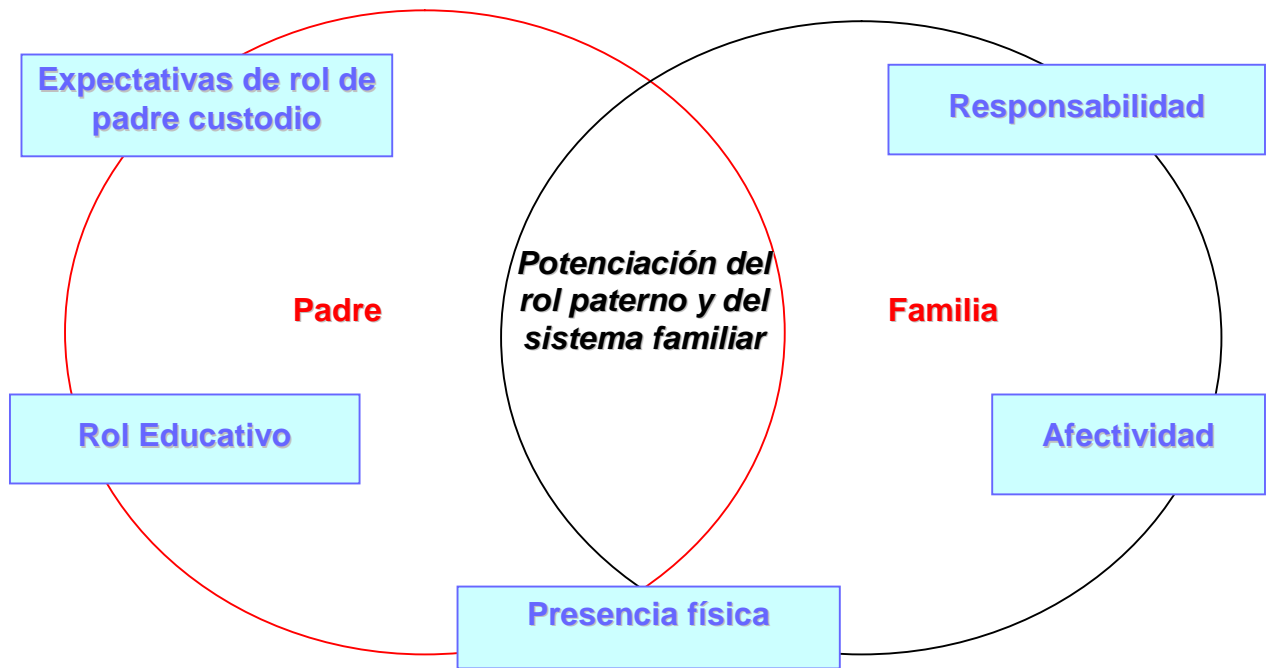 Expectativas de rol de
padre custodio
Responsabilidad
Potenciación del
rol paterno y del
sistema familiar
Padre
Familia
Rol Educativo
Afectividad
Presencia física